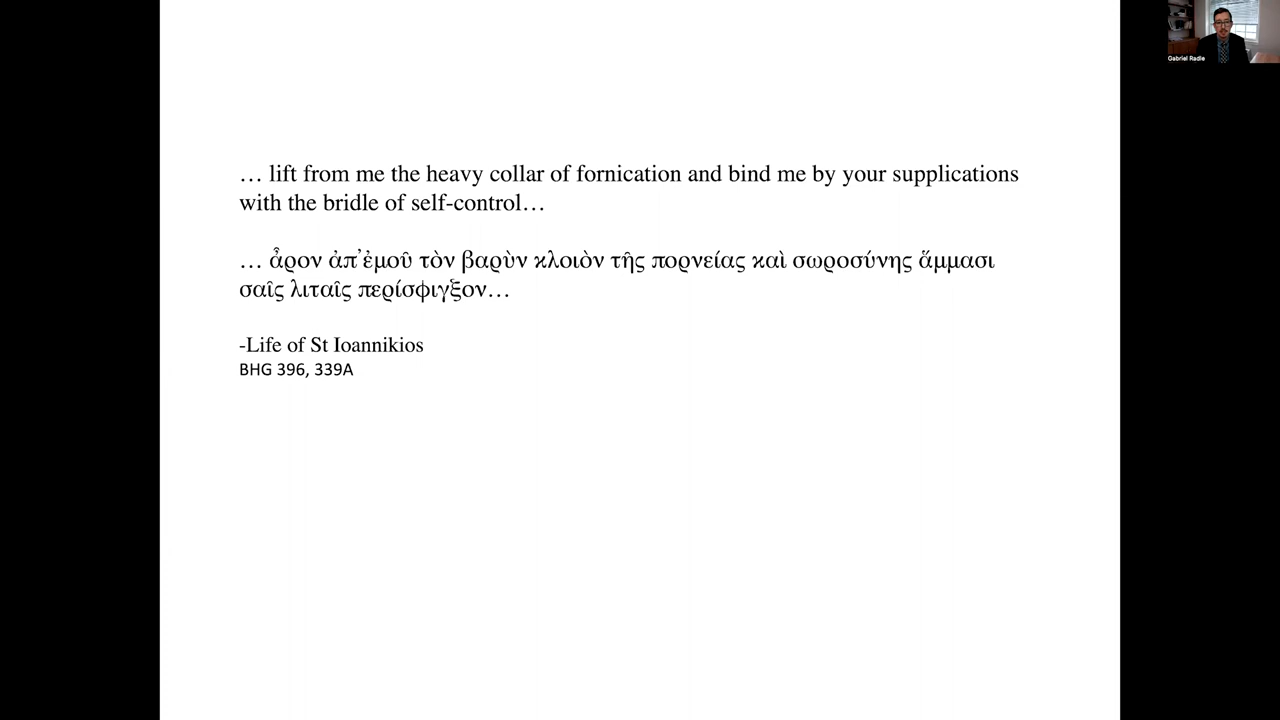 Gabriel Radle
… lift from me the heavy collar of fornication and bind me by your supplications
with the bridle of self-control…
… ἆρον ἀπ᾽ἐμοῦ τὸν βαρὺν κλοιὸν τῆς πορνείας καὶ σωροσύνης ἅμμασι
σαῖς λιταῖς περίσφιγξον…
-Life of St Ioannikios
BHG 396, 339A